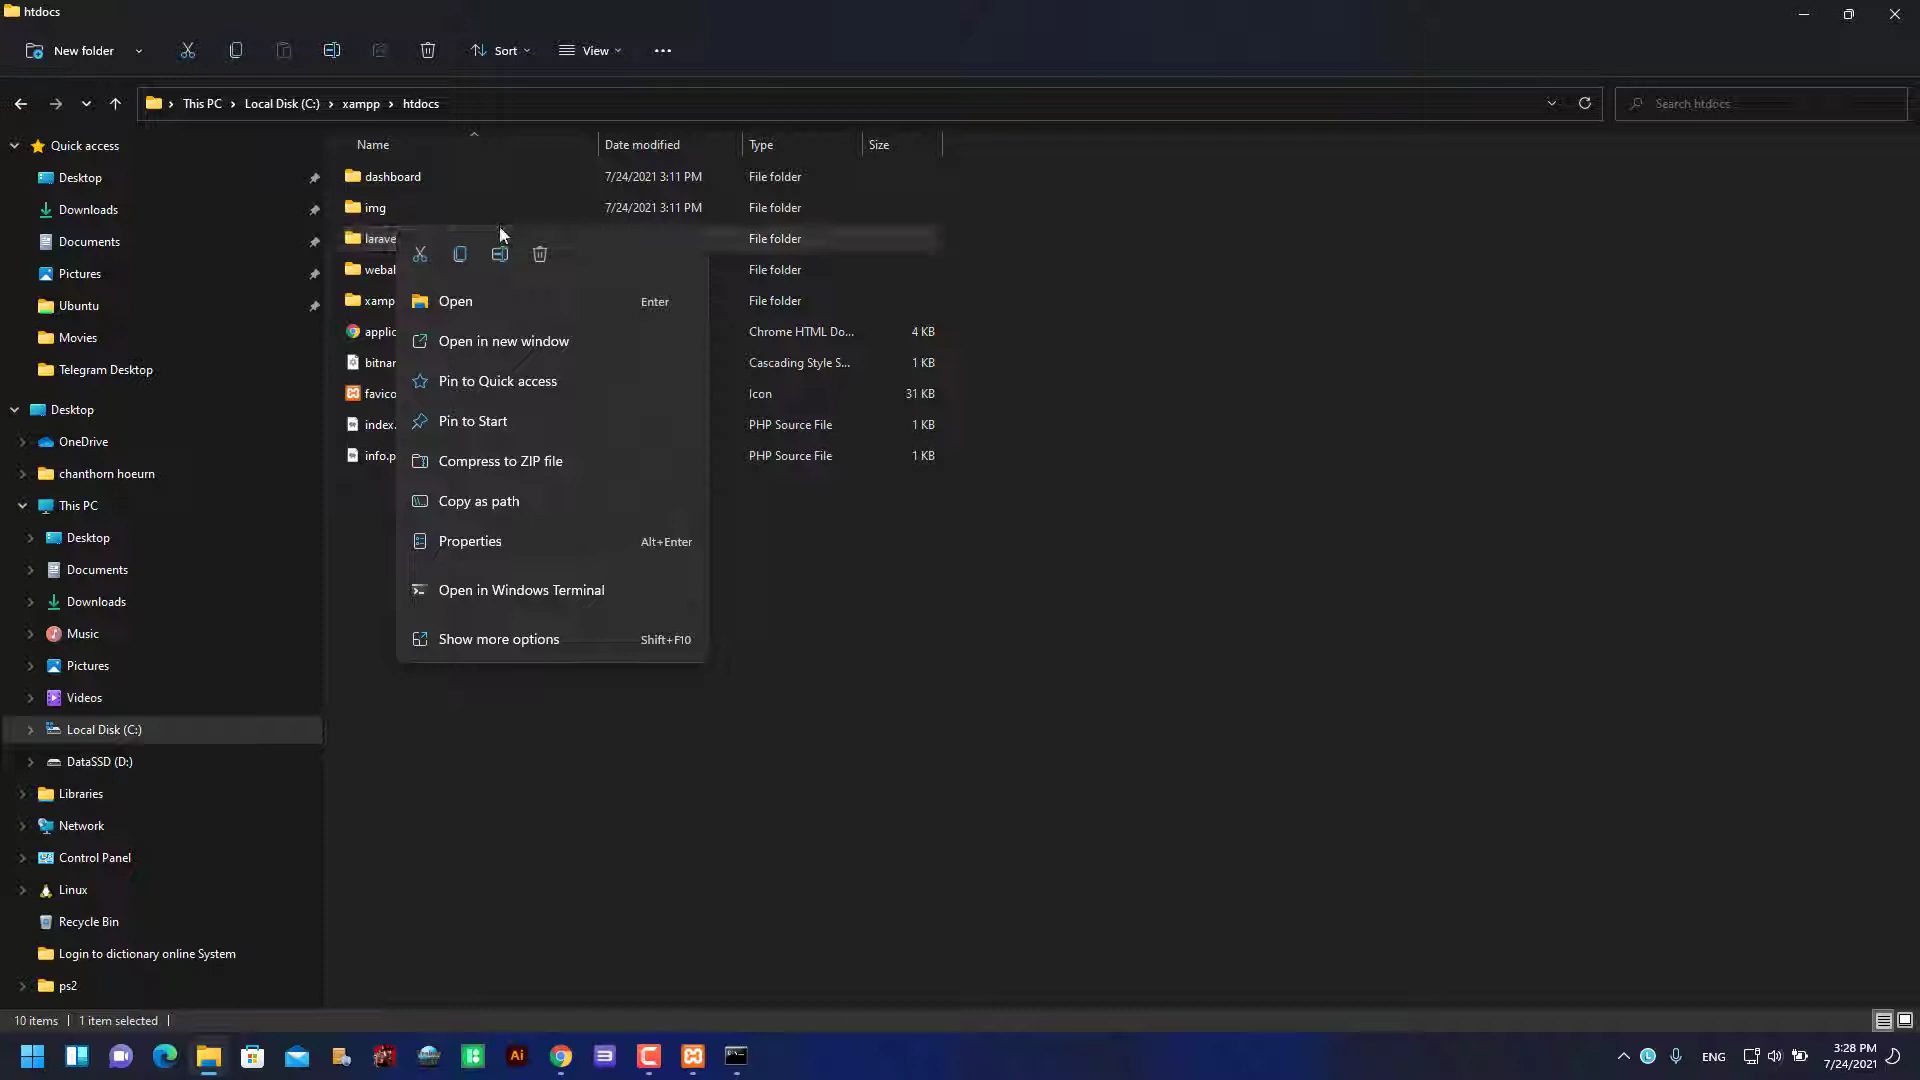 htdocs
New folder
Sort
View
This PC > Local Disk (C:) > xampp > htdocs
Search htdocs
Quick access
Desktop
Downloads
Documents
Pictures
Ubuntu
Movies
Telegram Desktop
Desktop
OneDrive
chanthorn hoeurn
This PC
Desktop
Documents
Downloads
Music
Pictures
Videos
Local Disk (C:)
DataSSD (D:)
Libraries
Network
Control Panel
Linux
Recycle Bin
Login to dictionary online System
ps2
Name Date modified Type Size
dashboard 7/24/2021 3:11 PM File folder
img 7/24/2021 3:11 PM File folder
larave File folder
webal File folder
xamp File folder
applic Chrome HTML Do... 4 KB
bitnar Cascading Style S... 1 KB
favico Icon 31 KB
index. PHP Source File 1 KB
info.p PHP Source File 1 KB
Open Enter
Open in new window
Pin to Quick access
Pin to Start
Compress to ZIP file
Copy as path
Properties Alt+Enter
Open in Windows Terminal
Show more options Shift+F10
10 items 1 item selected
Ai
ENG
3:28 PM
7/24/2021